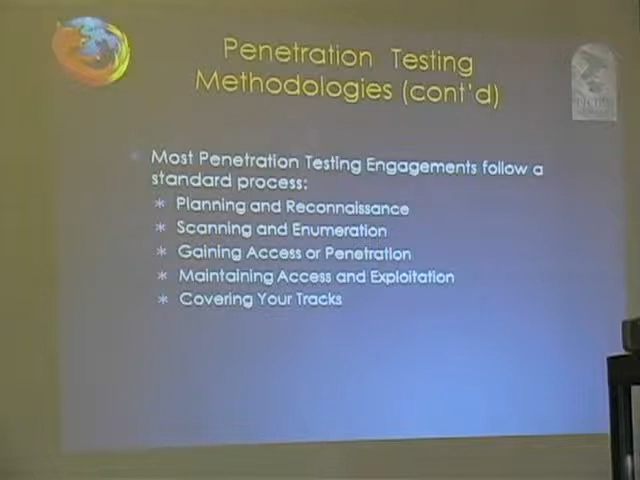 Penetration Testing
Methodologies (cont'd)
Most Penetration Testing Engagements follow a
standard process:
* Planning and Reconnaissance
* Scanning and Enumeration
* Gaining Access or Penetration
* Maintaining Access and Exploitation
* Covering Your Tracks